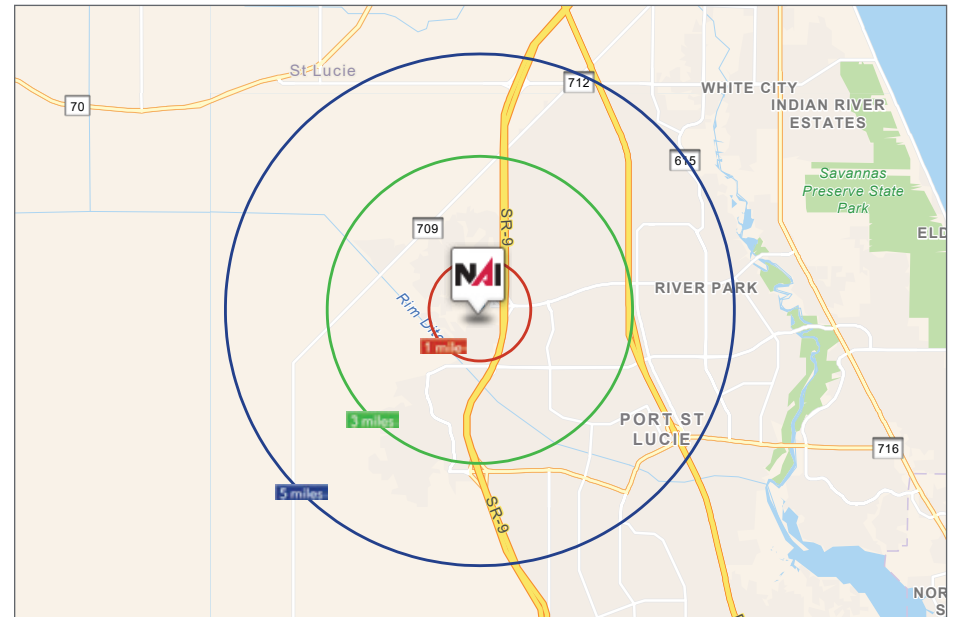 St Lucie
712
WHITE CITY
70
INDIAN RIVER
ESTATES
615
Savannas
Preserve State
Park
709
SR-9
ELD
NAI
RIVER PARK
Rim Ditc
1 mile
3 miles
PORT ST
LUCIE
716
5 miles
SR-9
NOR
S